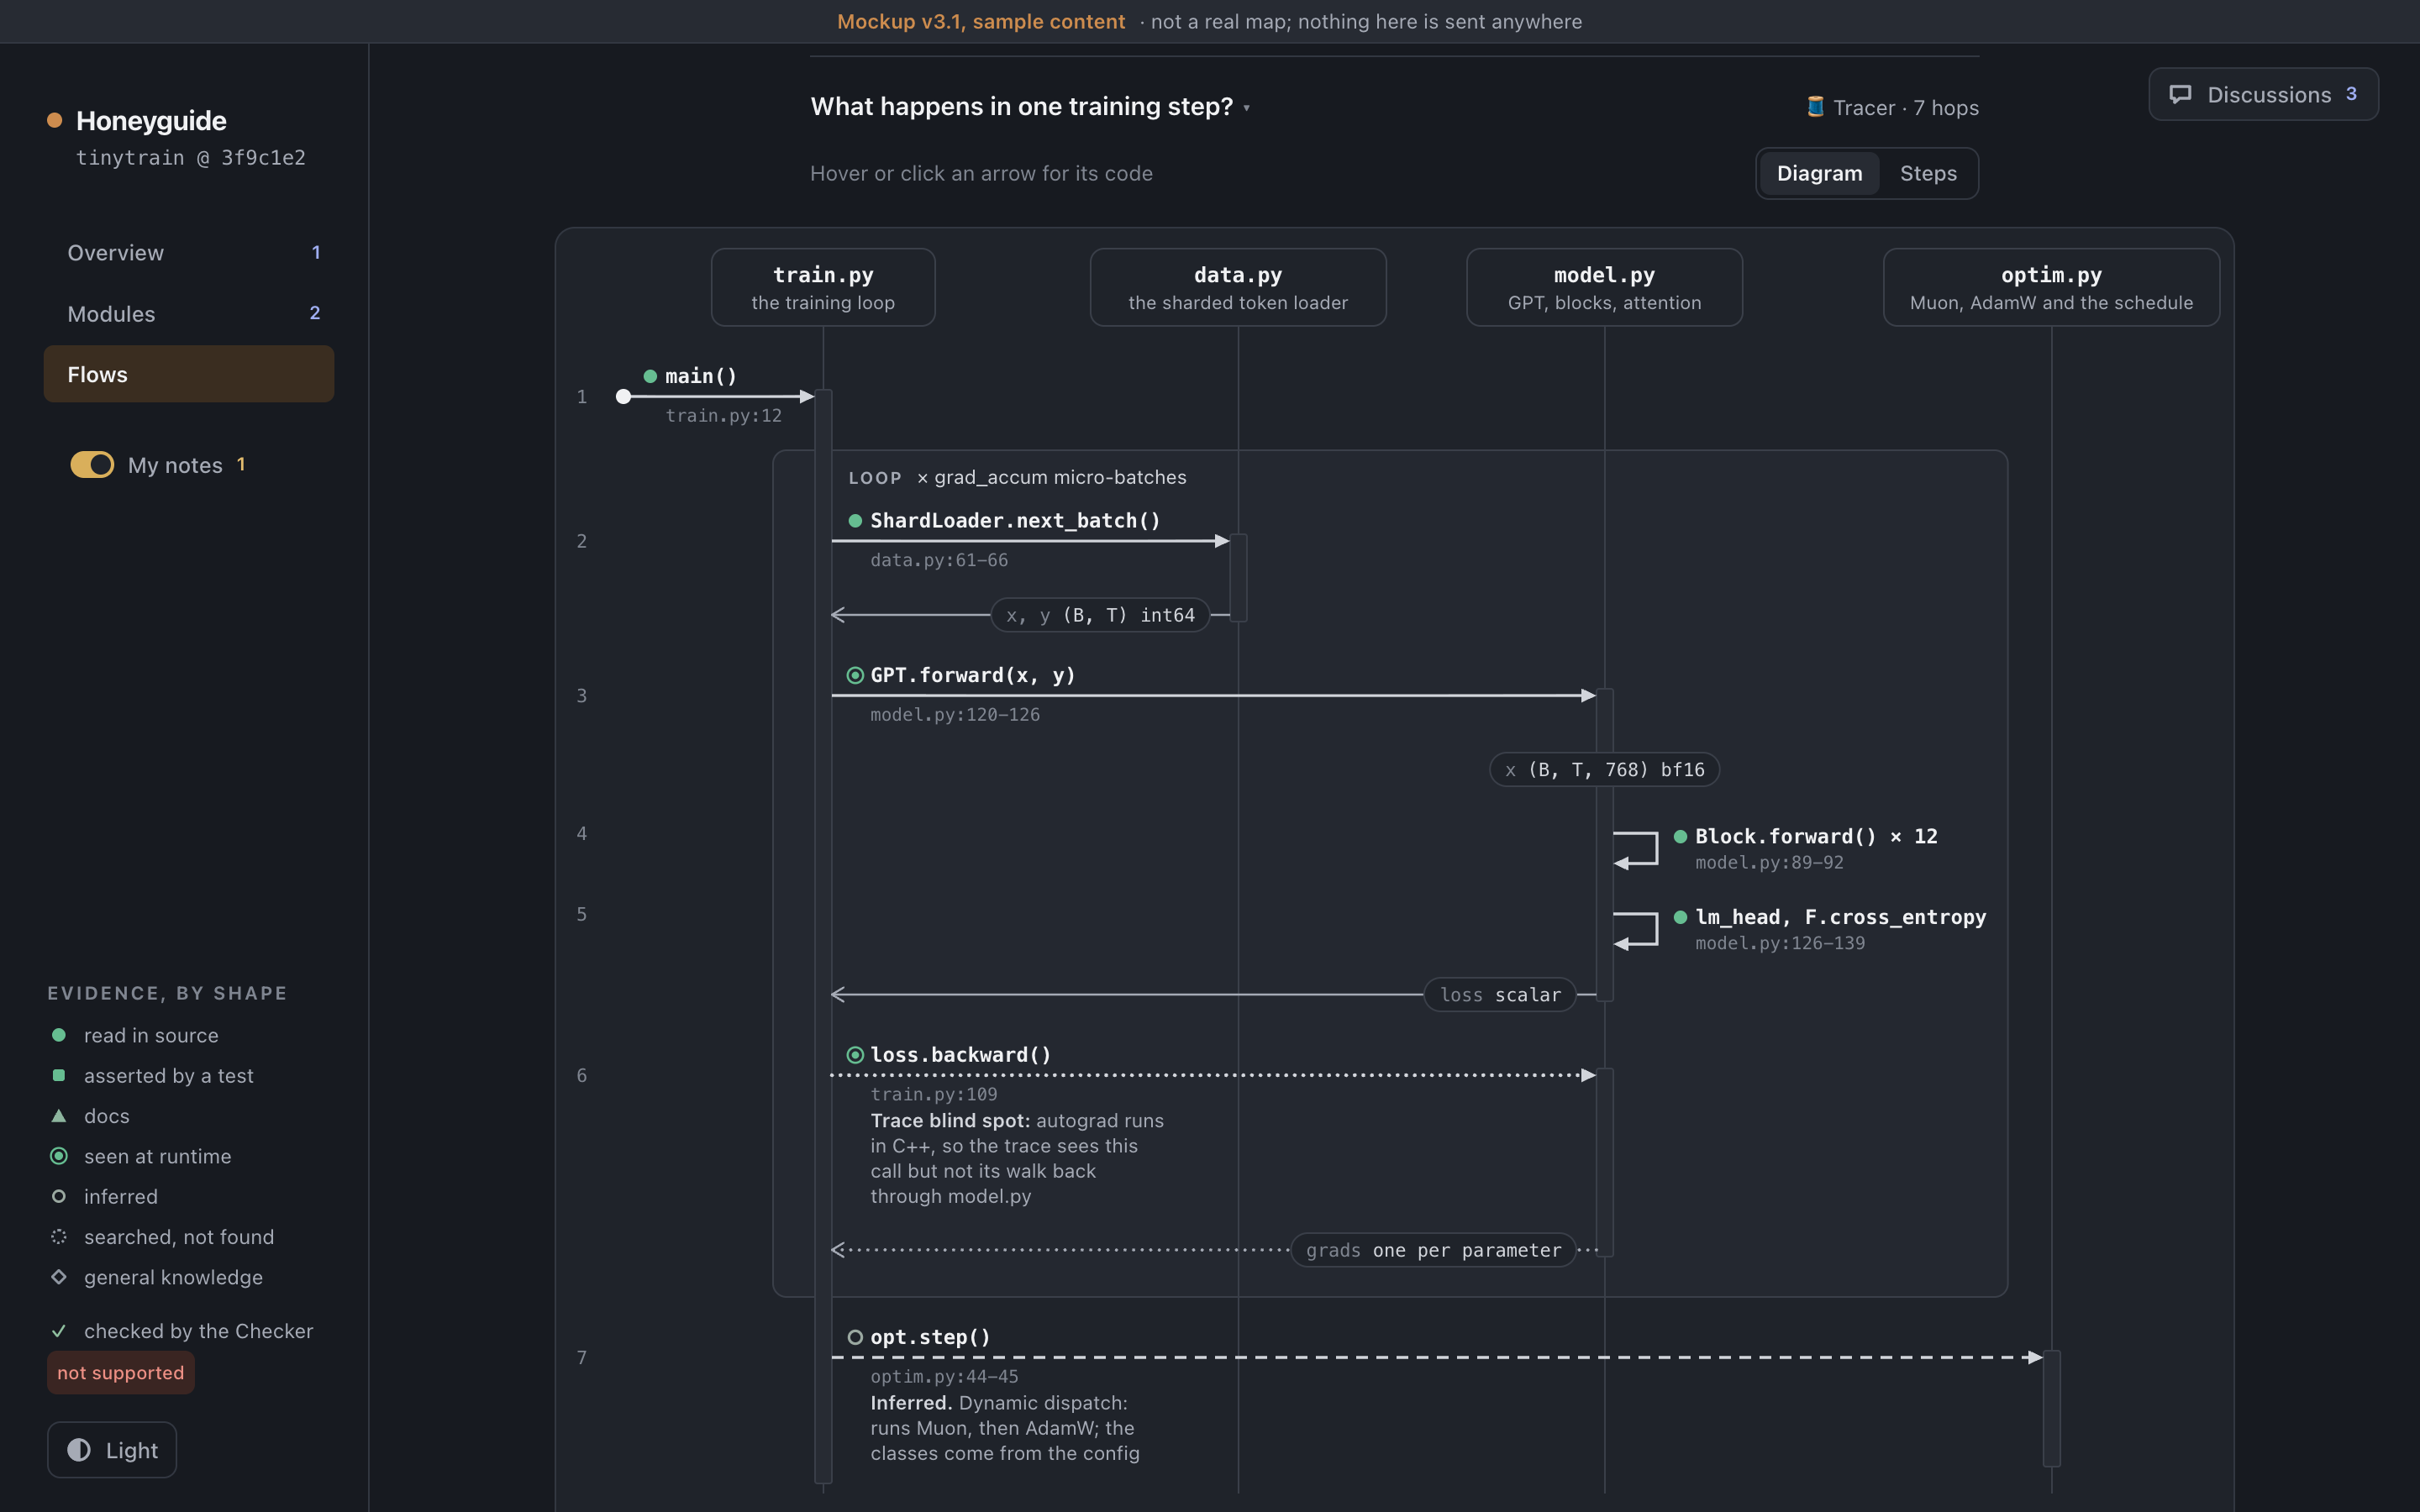 Mockup v3.1, sample content · not a real map; nothing here is sent anywhere
Honeyguide
tinytrain @ 3f9c1e2
Overview 1
Modules 2
Flows
My notes 1
EVIDENCE, BY SHAPE
read in source
asserted by a test
docs
seen at runtime
inferred
searched, not found
general knowledge
checked by the Checker
not supported
Light
What happens in one training step?
Tracer · 7 hops
Discussions 3
Hover or click an arrow for its code
Diagram Steps
train.py
the training loop
data.py
the sharded token loader
model.py
GPT, blocks, attention
optim.py
Muon, AdamW and the schedule
1
main()
train.py:12
LOOP × grad_accum micro-batches
2
ShardLoader.next_batch()
data.py:61–66
x, y (B, T) int64
3
GPT.forward(x, y)
model.py:120–126
x (B, T, 768) bf16
4
Block.forward() × 12
model.py:89–92
5
lm_head, F.cross_entropy
model.py:126–139
loss scalar
6
loss.backward()
train.py:109
Trace blind spot: autograd runs
in C++, so the trace sees this
call but not its walk back
through model.py
grads one per parameter
7
opt.step()
optim.py:44–45
Inferred. Dynamic dispatch:
runs Muon, then AdamW; the
classes come from the config